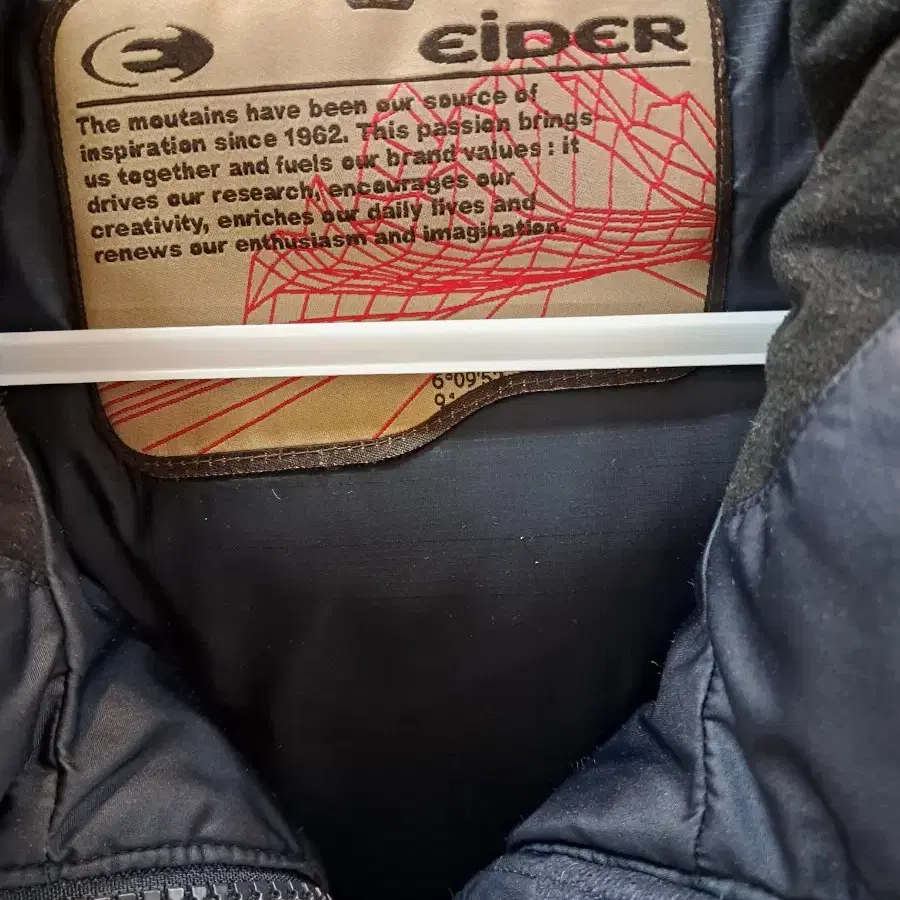 EiDER
The moutains have been our source of
inspiration since 1962. This passion brings
us together and fuels our brand values : it
drives our research, encourages our
creativity, enriches our daily lives and
renews our enthusiasm and imagination.